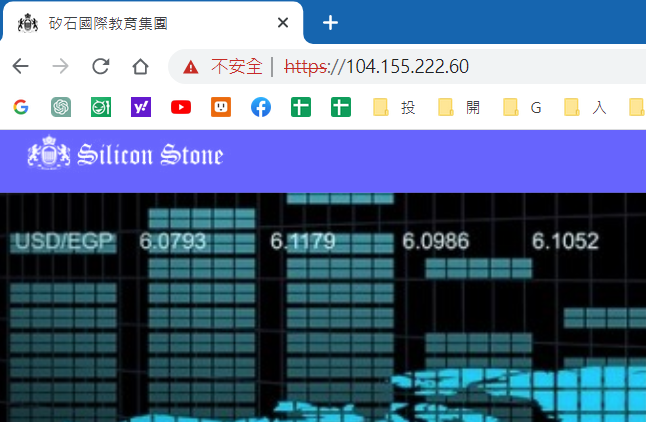 矽石國際教育集團
不安全 | https://104.155.222.60
投 開 G 入
Silicon Stone
USD/EGP 6.0793 6.1179 6.0986 6.1052